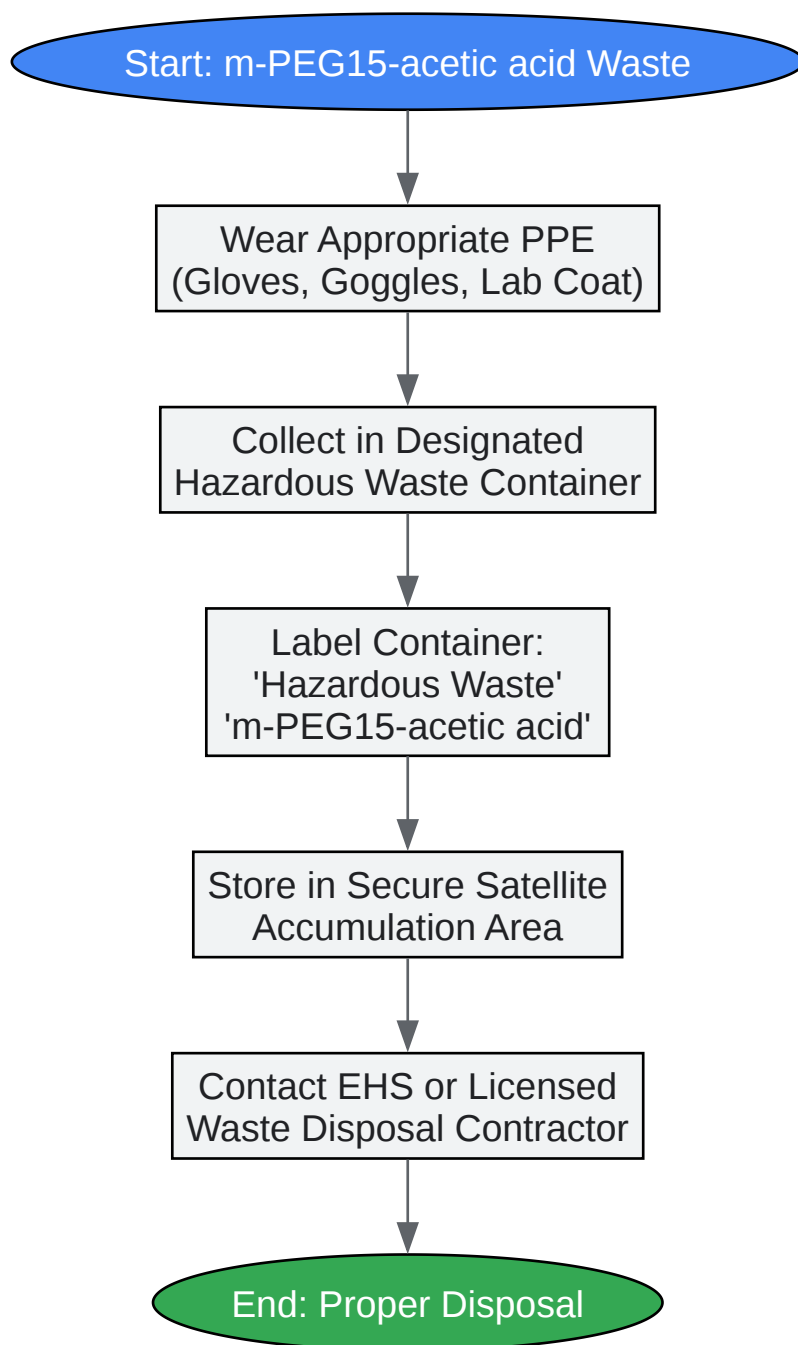 Start: m-PEG15-acetic acid Waste
Wear Appropriate PPE
(Gloves, Goggles, Lab Coat)
Collect in Designated
Hazardous Waste Container
Label Container:
'Hazardous Waste'
'm-PEG15-acetic acid'
Store in Secure Satellite
Accumulation Area
Contact EHS or Licensed
Waste Disposal Contractor
End: Proper Disposal